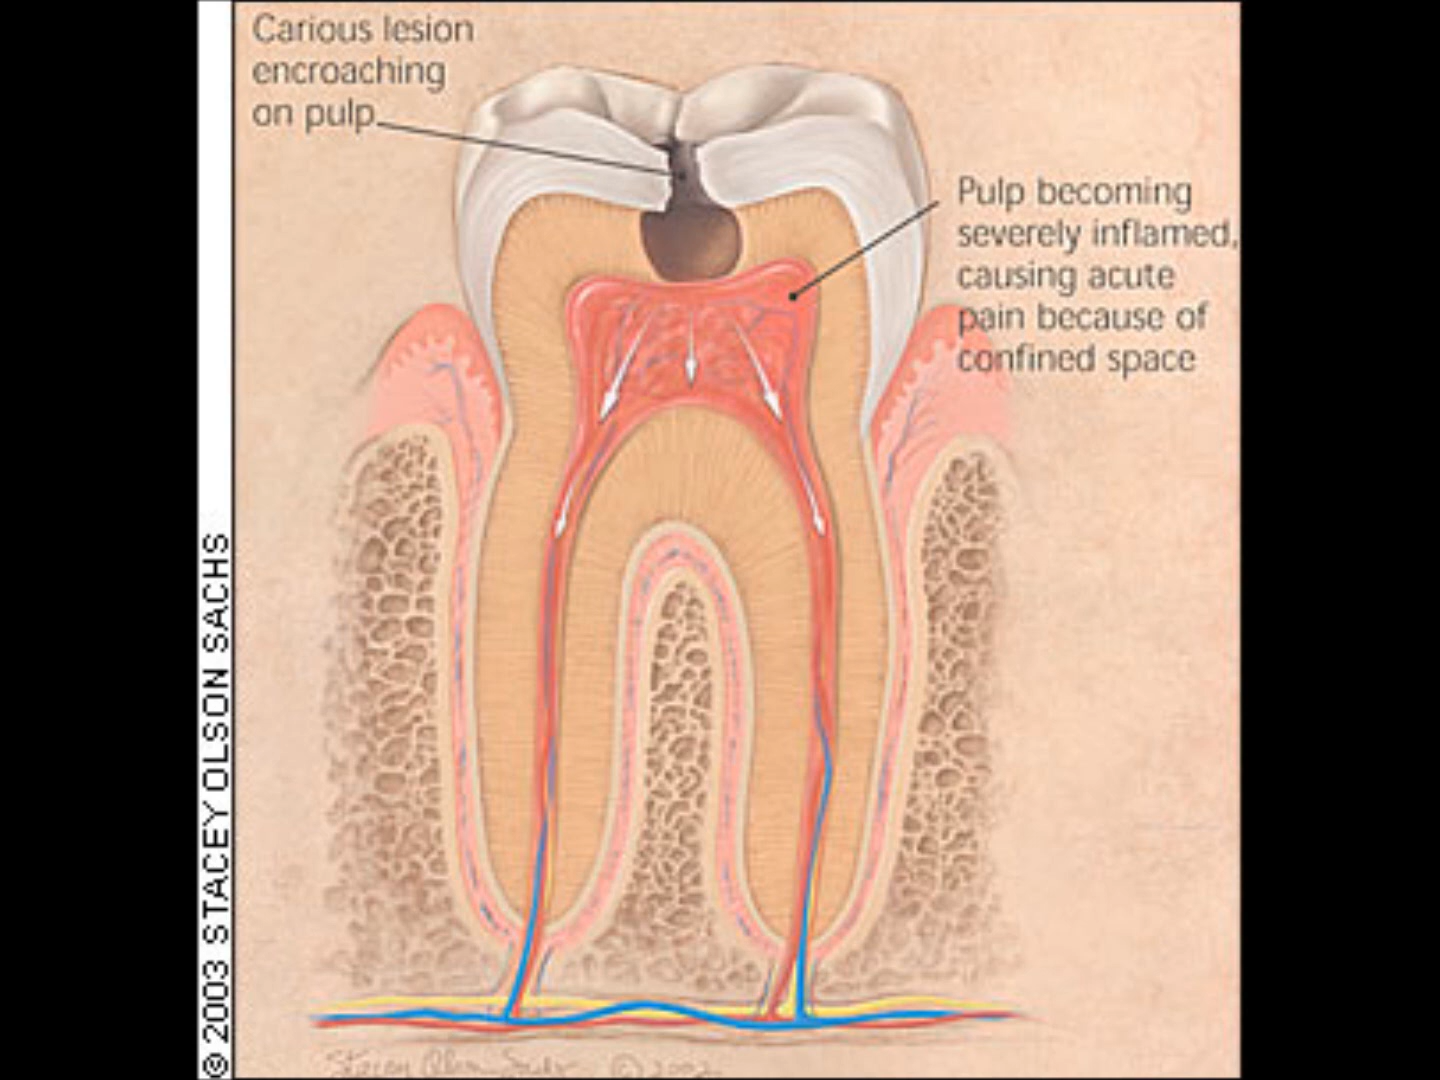 Carious lesion
encroaching
on pulp
Pulp becoming
severely inflamed,
causing acute
pain because of
confined space
© 2003 STACEY OLSON SACHS
© 2002